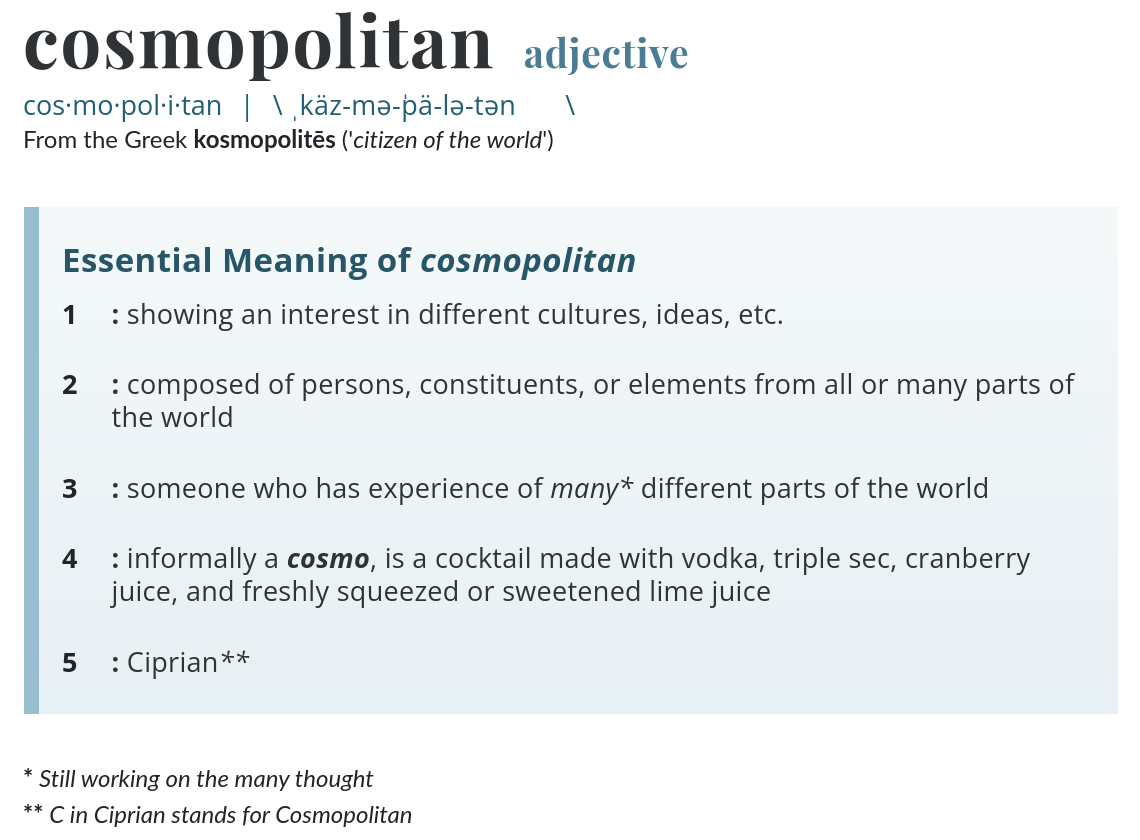 cosmopolitan adjective
cos·mo·pol·i·tan | \ ˌkäz-mə-ˈpä-lə-tən \
From the Greek kosmopolitēs ('citizen of the world')
Essential Meaning of cosmopolitan
1 : showing an interest in different cultures, ideas, etc.
2 : composed of persons, constituents, or elements from all or many parts of
the world
3 : someone who has experience of many* different parts of the world
4 : informally a cosmo, is a cocktail made with vodka, triple sec, cranberry
juice, and freshly squeezed or sweetened lime juice
5 : Ciprian**
* Still working on the many thought
** C in Ciprian stands for Cosmopolitan